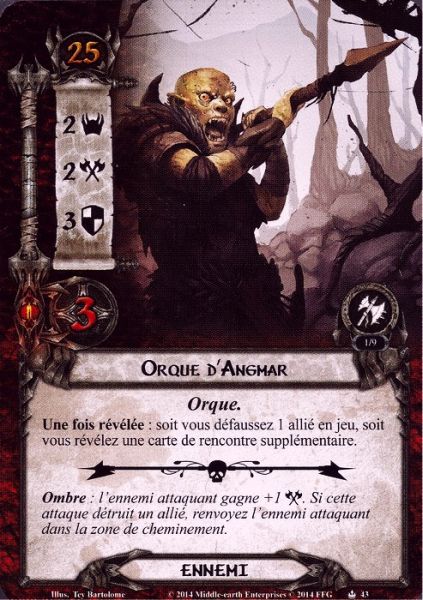 25
2
2
3
3
1/9
Orque d'Angmar
Orque.
Une fois révélée : soit vous défaussez 1 allié en jeu, soit
vous révélez une carte de rencontre supplémentaire.
Ombre : l'ennemi attaquant gagne +1. Si cette
attaque détruit un allié, renvoyez l'ennemi attaquant
dans la zone de cheminement.
ENNEMI
Illus. Tey Bartolome © 2014 Middle-earth Enterprises © 2014 FFG 43